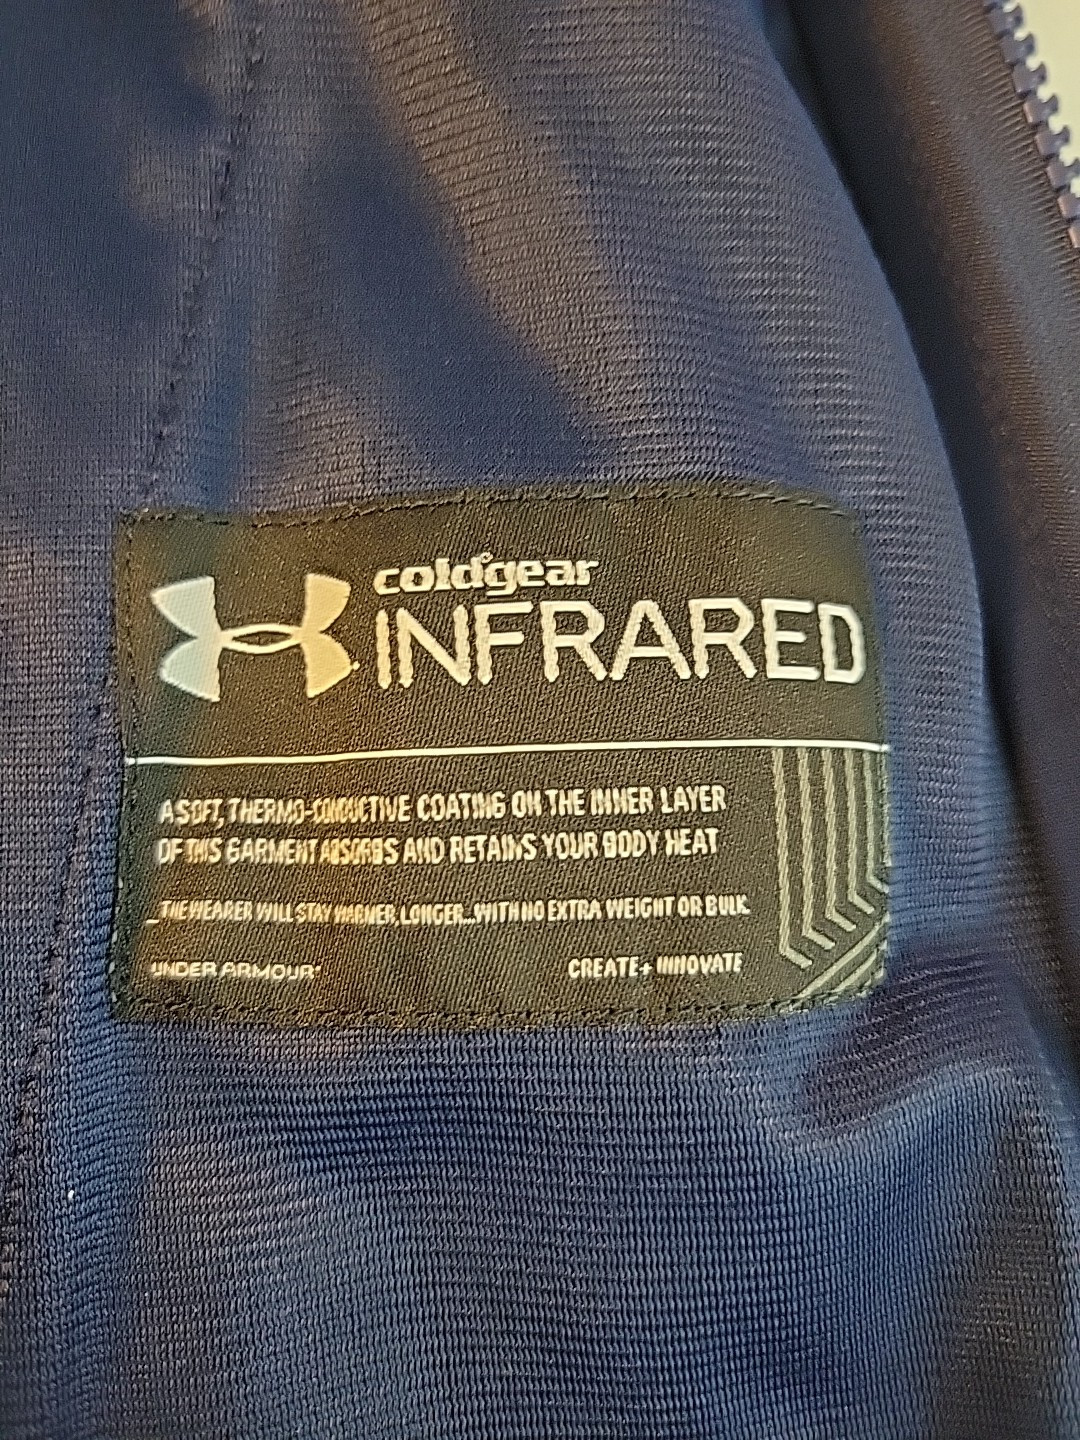 coldgear
INFRARED
A SOFT, THERMO-CONDUCTIVE COATING ON THE INNER LAYER
OF THIS GARMENT ABSORBS AND RETAINS YOUR BODY HEAT
...THE WEARER WILL STAY WARMER, LONGER...WITH NO EXTRA WEIGHT OR BULK.
UNDER ARMOUR® CREATE + INNOVATE